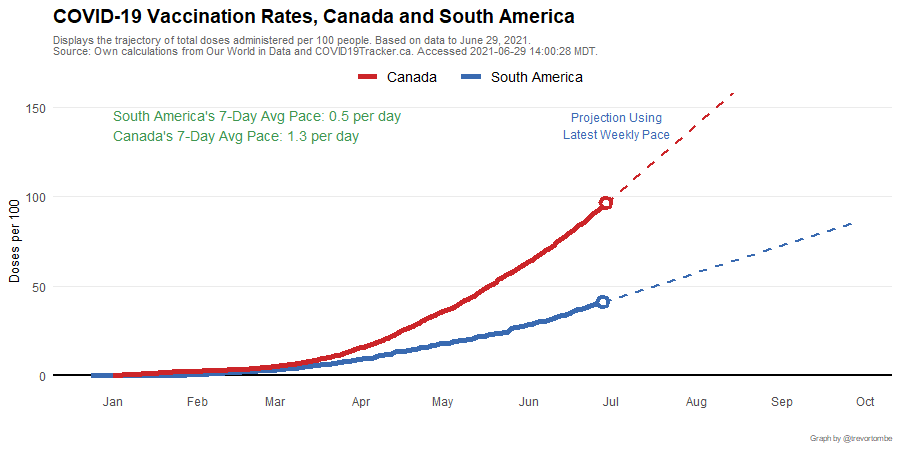 COVID-19 Vaccination Rates, Canada and South America
Displays the trajectory of total doses administered per 100 people. Based on data to June 29, 2021.
Source: Own calculations from Our World in Data and COVID19Tracker.ca. Accessed 2021-06-29 14:00:28 MDT.
Canada South America
South America's 7-Day Avg Pace: 0.5 per day
Canada's 7-Day Avg Pace: 1.3 per day
Projection Using
Latest Weekly Pace
Doses per 100
150
100
50
0
Jan Feb Mar Apr May Jun Jul Aug Sep Oct
Graph by @trevortombe